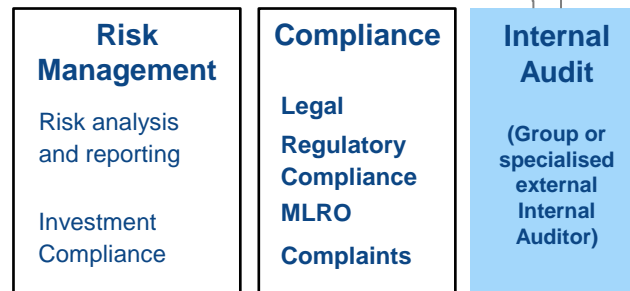 Risk
Management
Risk analysis
and reporting
Investment
Compliance
Compliance
Legal
Regulatory
Compliance
MLRO
Complaints
Internal
Audit
(Group or
specialised
external
Internal
Auditor)